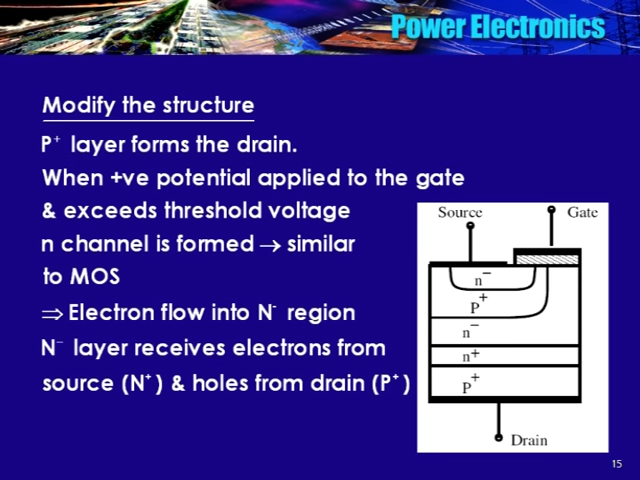 Power Electronics
Modify the structure
P⁺ layer forms the drain.
When +ve potential applied to the gate
& exceeds threshold voltage
n channel is formed → similar
to MOS
⇒ Electron flow into N⁻ region
N⁻ layer receives electrons from
source (N⁺) & holes from drain (P⁺)
Source Gate
n⁻
P⁺
n⁻
n+
P⁺
Drain
15